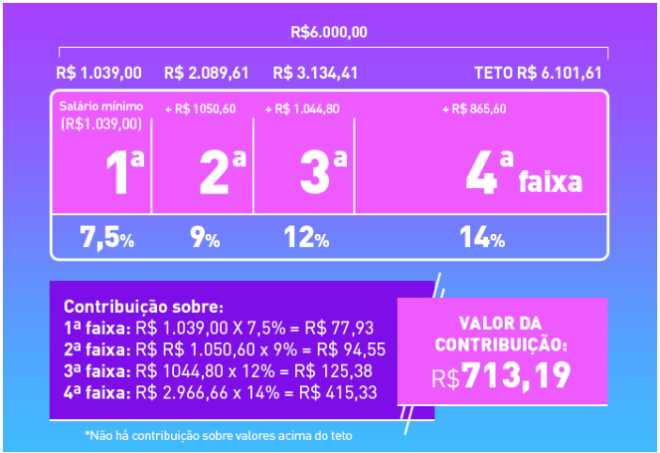 R$6.000,00
R$ 1.039,00 R$ 2.089,61 R$ 3.134,41 TETO R$ 6.101,61
Salário mínimo + R$ 1050,60 + R$ 1.044,80 + R$ 865,60
(R$1.039,00)
1ª 2ª 3ª 4ª faixa
7,5% 9% 12% 14%
Contribuição sobre:
1ª faixa: R$ 1.039,00 X 7,5% = R$ 77,93
2ª faixa: R$ R$ 1.050,60 x 9% = R$ 94,55
3ª faixa: R$ 1044,80 x 12% = R$ 125,38
4ª faixa: R$ 2.966,66 x 14% = R$ 415,33
VALOR DA
CONTRIBUIÇÃO:
R$713,19
*Não há contribuição sobre valores acima do teto